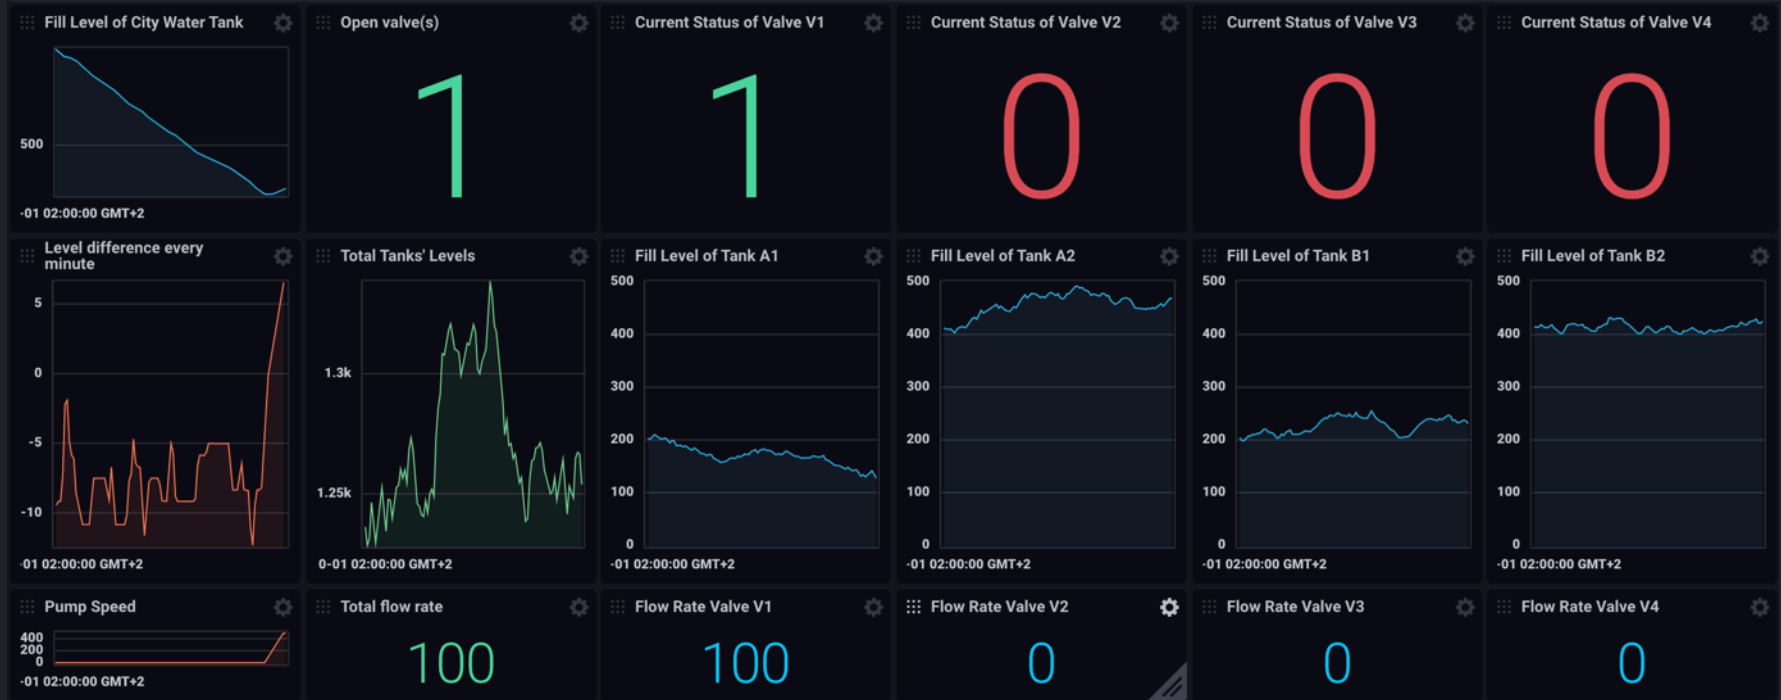 Fill Level of City Water Tank
500
-01 02:00:00 GMT+2
Open valve(s)
1
Current Status of Valve V1
1
Current Status of Valve V2
0
Current Status of Valve V3
0
Current Status of Valve V4
0
Level difference every
minute
5
0
-5
-10
-01 02:00:00 GMT+2
Total Tanks' Levels
1.3k
1.25k
0-01 02:00:00 GMT+2
Fill Level of Tank A1
500
400
300
200
100
0
-01 02:00:00 GMT+2
Fill Level of Tank A2
500
400
300
200
100
0
-01 02:00:00 GMT+2
Fill Level of Tank B1
500
400
300
200
100
0
-01 02:00:00 GMT+2
Fill Level of Tank B2
500
400
300
200
100
0
-01 02:00:00 GMT+2
Pump Speed
400
200
0
-01 02:00:00 GMT+2
Total flow rate
100
Flow Rate Valve V1
100
Flow Rate Valve V2
0
Flow Rate Valve V3
0
Flow Rate Valve V4
0